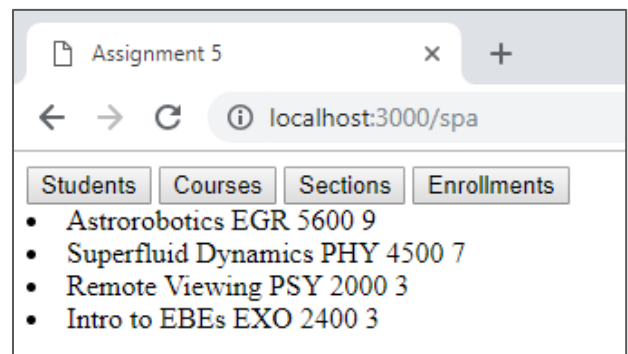 Assignment 5
localhost:3000/spa
Students Courses Sections Enrollments
Astrorobotics EGR 5600 9
Superfluid Dynamics PHY 4500 7
Remote Viewing PSY 2000 3
Intro to EBEs EXO 2400 3